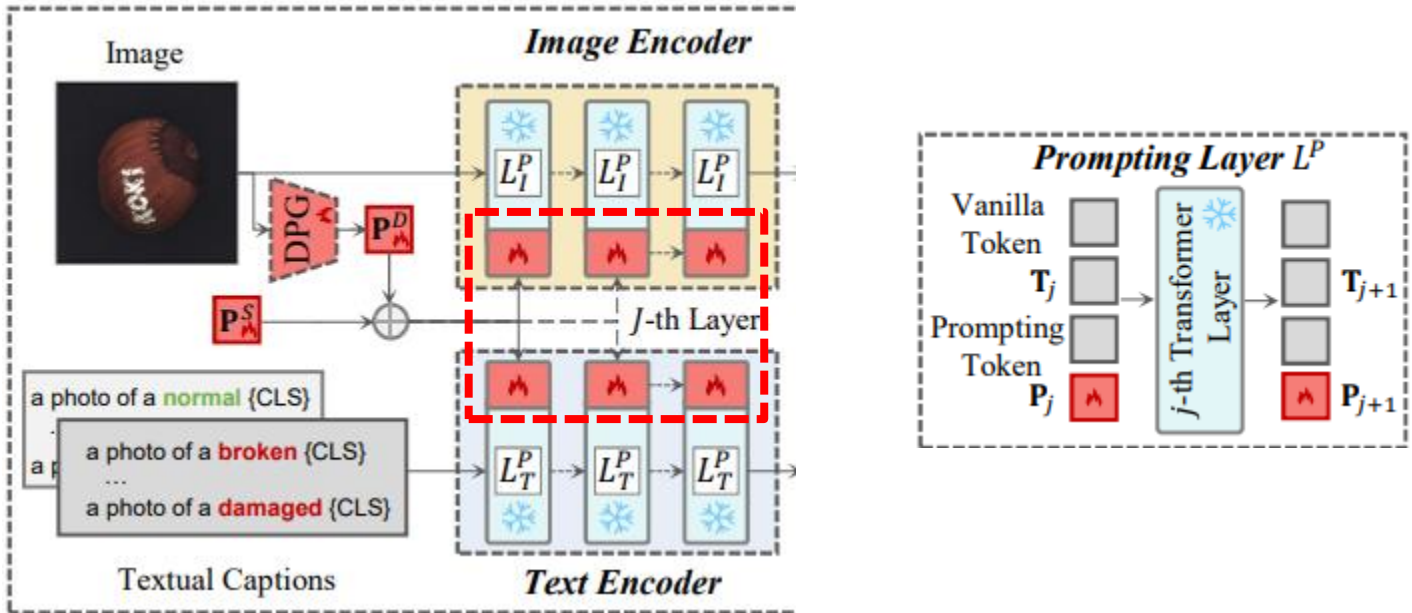 Image
Image Encoder
KOKI
DPG
P^D
P^S
L_I^P
L_I^P
L_I^P
J-th Layer
a photo of a normal {CLS}
..
a p
a photo of a broken {CLS}
...
a photo of a damaged {CLS}
L_T^P
L_T^P
L_T^P
Textual Captions
Text Encoder
Prompting Layer L^P
Vanilla
Token
T_j
T_{j+1}
Prompting
Token
P_j
P_{j+1}
j-th Transformer
Layer